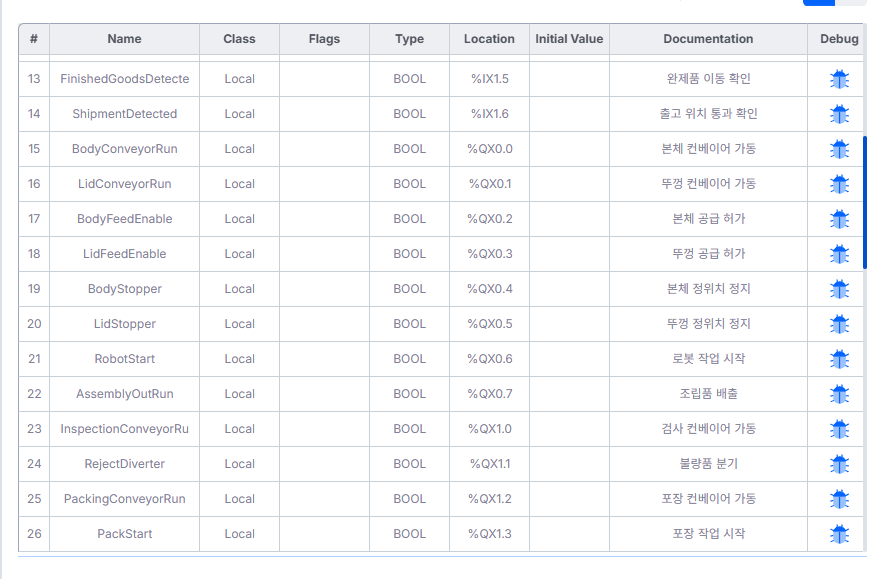 # Name Class Flags Type Location Initial Value Documentation Debug
13 FinishedGoodsDetecte Local BOOL %IX1.5 완제품 이동 확인
14 ShipmentDetected Local BOOL %IX1.6 출고 위치 통과 확인
15 BodyConveyorRun Local BOOL %QX0.0 본체 컨베이어 가동
16 LidConveyorRun Local BOOL %QX0.1 뚜껑 컨베이어 가동
17 BodyFeedEnable Local BOOL %QX0.2 본체 공급 허가
18 LidFeedEnable Local BOOL %QX0.3 뚜껑 공급 허가
19 BodyStopper Local BOOL %QX0.4 본체 정위치 정지
20 LidStopper Local BOOL %QX0.5 뚜껑 정위치 정지
21 RobotStart Local BOOL %QX0.6 로봇 작업 시작
22 AssemblyOutRun Local BOOL %QX0.7 조립품 배출
23 InspectionConveyorRu Local BOOL %QX1.0 검사 컨베이어 가동
24 RejectDiverter Local BOOL %QX1.1 불량품 분기
25 PackingConveyorRun Local BOOL %QX1.2 포장 컨베이어 가동
26 PackStart Local BOOL %QX1.3 포장 작업 시작